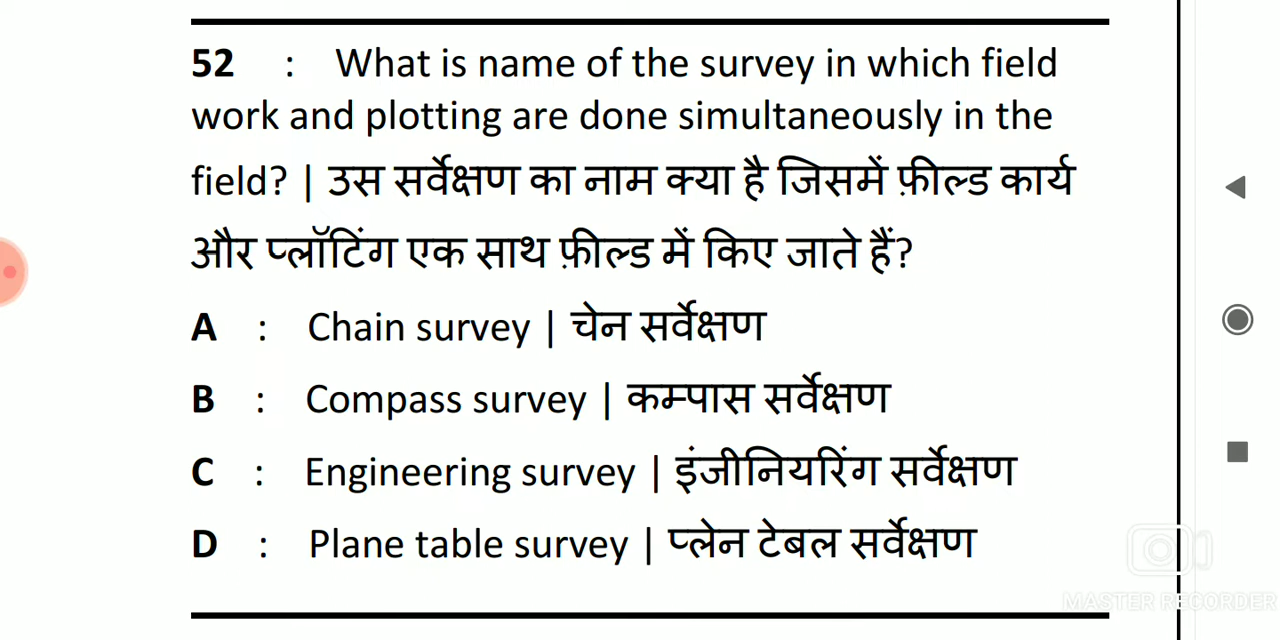 52 : What is name of the survey in which field
work and plotting are done simultaneously in the
field? | उस सर्वेक्षण का नाम क्या है जिसमें फ़ील्ड कार्य
और प्लॉटिंग एक साथ फ़ील्ड में किए जाते हैं?
A : Chain survey | चेन सर्वेक्षण
B : Compass survey | कम्पास सर्वेक्षण
C : Engineering survey | इंजीनियरिंग सर्वेक्षण
D : Plane table survey | प्लेन टेबल सर्वेक्षण
MASTER RECORDER